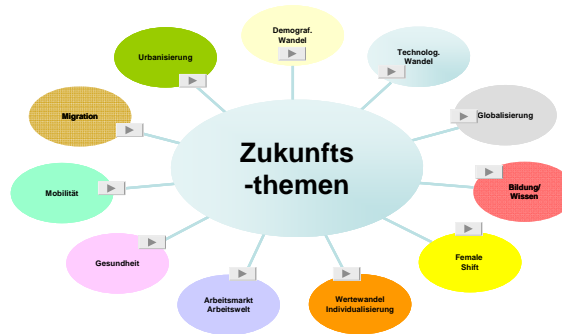 Demograf.
Wandel
Urbanisierung
Technolog.
Wandel
Migration
Globalisierung
Zukunfts
-themen
Mobilität
Bildung/
Wissen
Gesundheit
Female
Shift
Arbeitsmarkt
Arbeitswelt
Wertewandel
Individualisierung